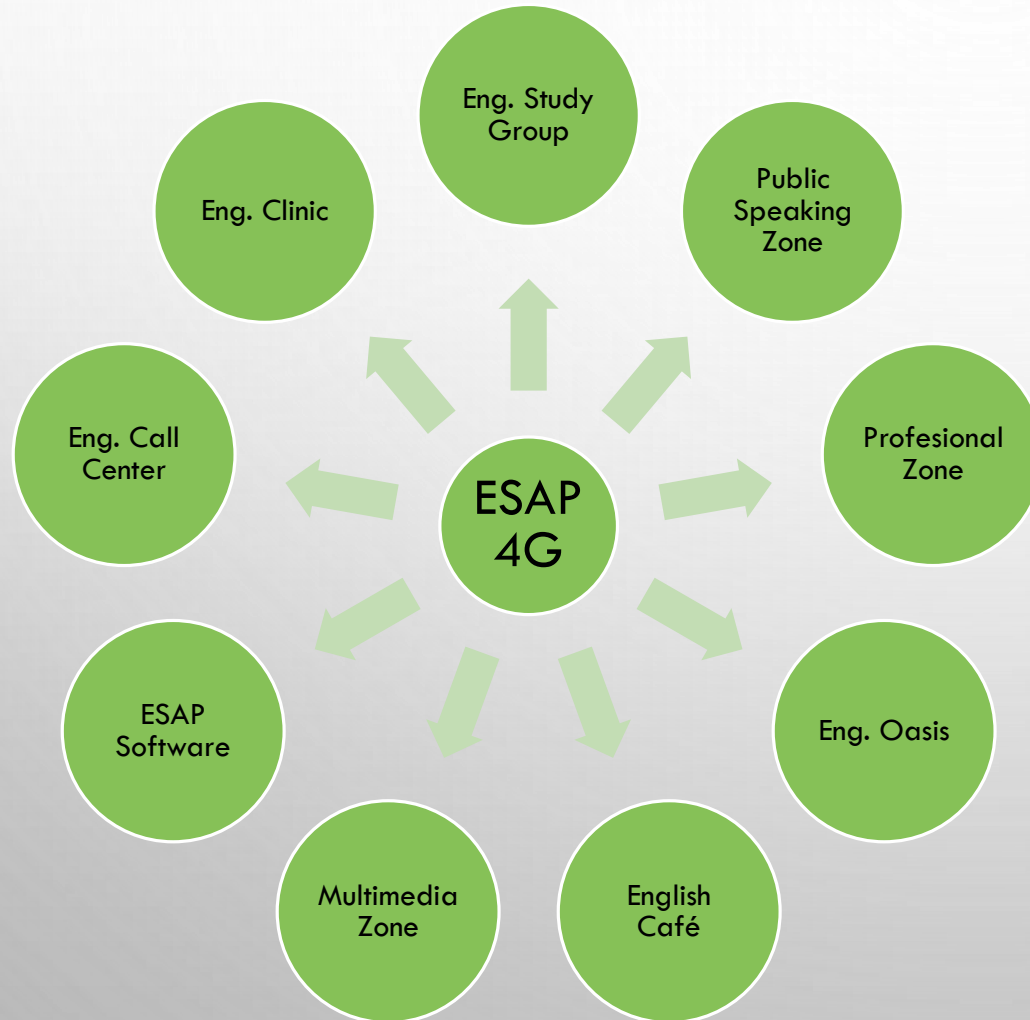 Eng. Study
Group
Public
Speaking
Zone
Profesional
Zone
Eng. Oasis
English
Café
Multimedia
Zone
ESAP
Software
Eng. Call
Center
Eng. Clinic
ESAP
4G